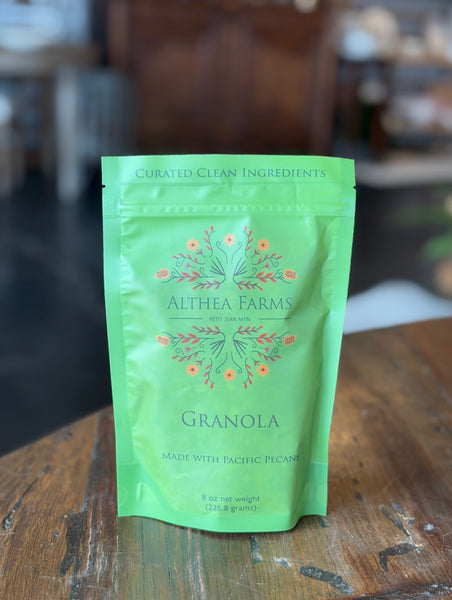 Curated Clean Ingredients
Althea Farms
PETIT JEAN MTN
Granola
Made with Pacific Pecans
8 oz net weight
(226.8 grams)